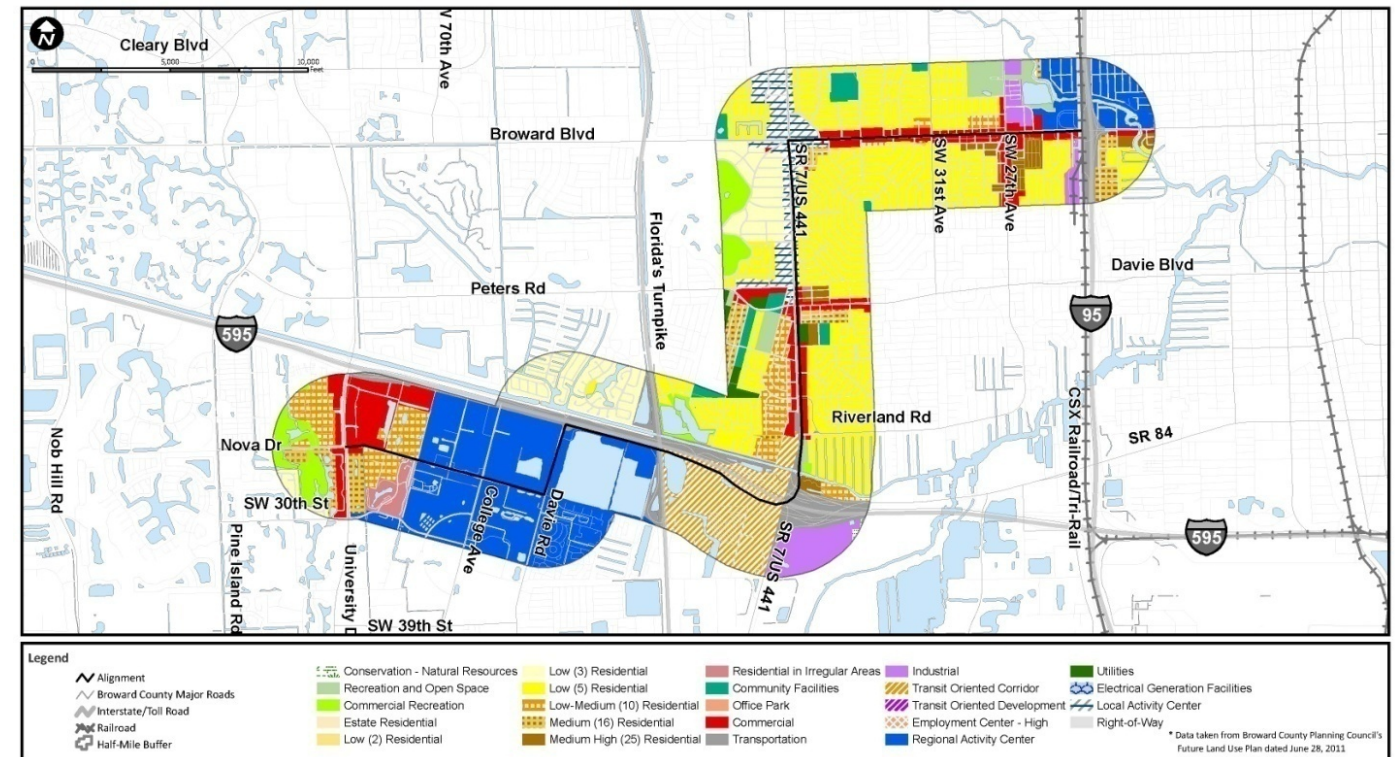 N
Cleary Blvd
0 5,000 10,000
Feet
V 70th Ave
Broward Blvd
Florida's Turnpike
SR 7/US 441
SW 31st Ave
SW 27th Ave
Davie Blvd
Peters Rd
595
95
Nob Hill Rd
Nova Dr
SW 30th St
Pine Island Rd
University D
SW 39th St
College Ave
Davie Rd
Riverland Rd
SR 84
CSX Railroad/Tri-Rail
595
SR 7/US 441
Legend
Alignment
Broward County Major Roads
Interstate/Toll Road
Railroad
Half-Mile Buffer
Conservation - Natural Resources
Recreation and Open Space
Commercial Recreation
Estate Residential
Low (2) Residential
Low (3) Residential
Low (5) Residential
Low-Medium (10) Residential
Medium (16) Residential
Medium High (25) Residential
Residential in Irregular Areas
Community Facilities
Office Park
Commercial
Transportation
Industrial
Transit Oriented Corridor
Transit Oriented Development
Employment Center - High
Regional Activity Center
Utilities
Electrical Generation Facilities
Local Activity Center
Right-of-Way
* Data taken from Broward County Planning Council's
Future Land Use Plan dated June 28, 2011